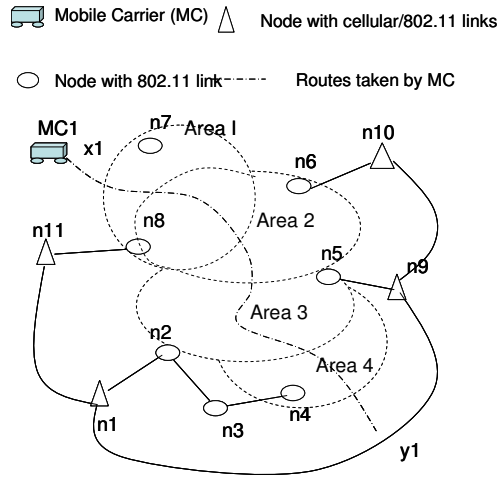 Mobile Carrier (MC)
Node with cellular/802.11 links
Node with 802.11 link
Routes taken by MC
MC1
x1
n7
Area I
n10
n6
n8
Area 2
n11
n5
n9
Area 3
n2
Area 4
n1
n3
n4
y1